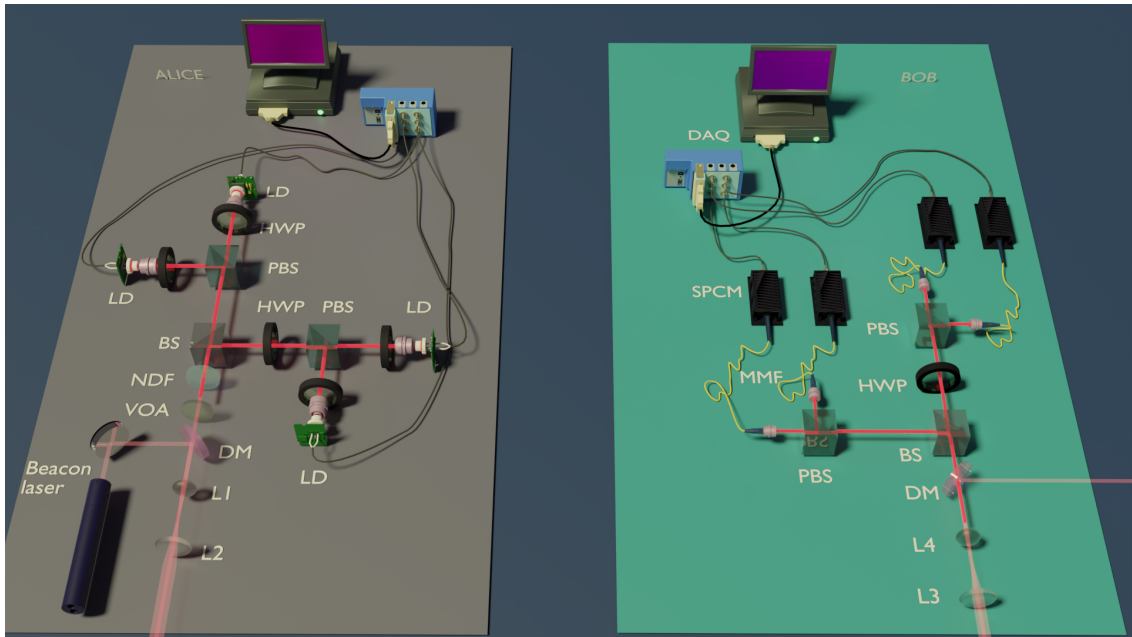 ALICE
LD
HWP
PBS
LD
HWP
PBS
LD
BS
NDF
VOA
DM
LD
Beacon
laser
L1
L2
BOB
DAQ
SPCM
PBS
MMF
HWP
BS
PBS
BS
DM
L4
L3